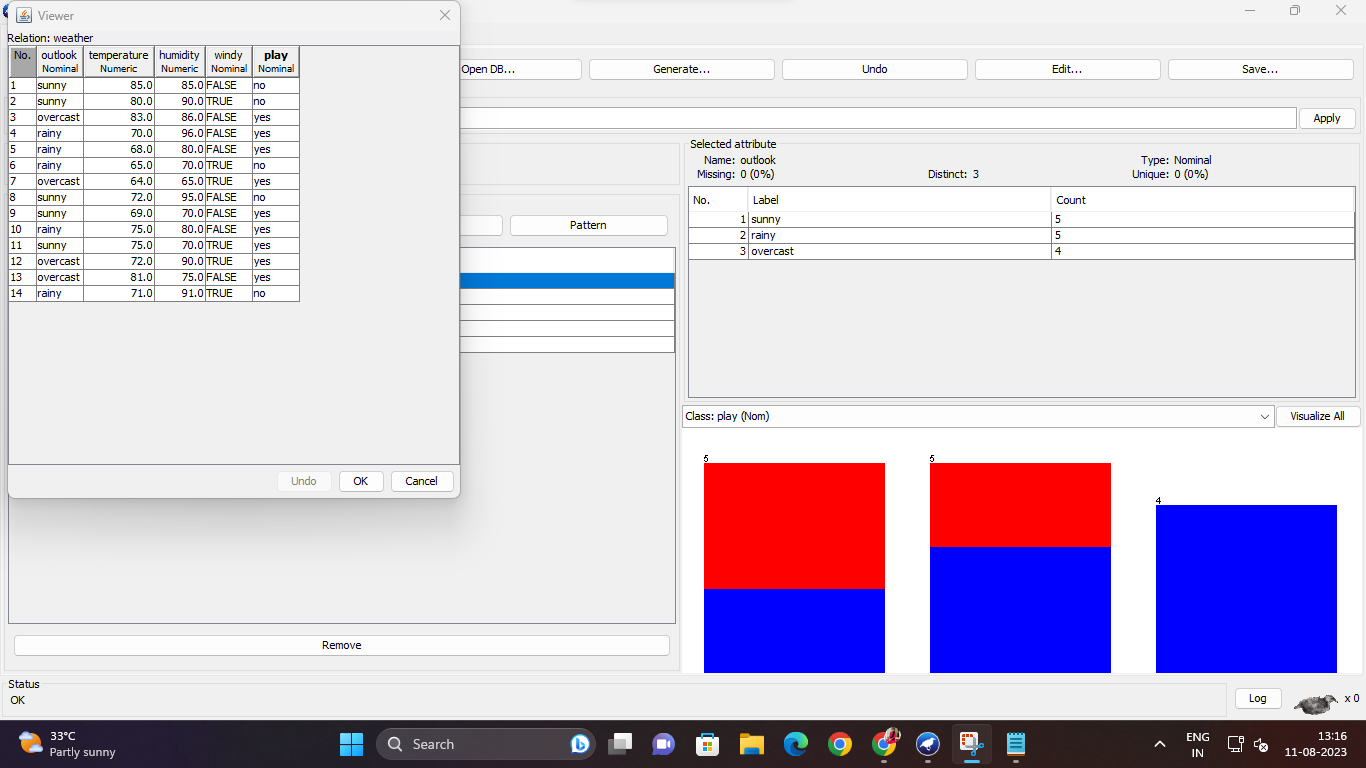 Viewer
Relation: weather
No. outlook temperature humidity windy play
Nominal Numeric Numeric Nominal Nominal
1 sunny 85.0 85.0 FALSE no
2 sunny 80.0 90.0 TRUE no
3 overcast 83.0 86.0 FALSE yes
4 rainy 70.0 96.0 FALSE yes
5 rainy 68.0 80.0 FALSE yes
6 rainy 65.0 70.0 TRUE no
7 overcast 64.0 65.0 TRUE yes
8 sunny 72.0 95.0 FALSE no
9 sunny 69.0 70.0 FALSE yes
10 rainy 75.0 80.0 FALSE yes
11 sunny 75.0 70.0 TRUE yes
12 overcast 72.0 90.0 TRUE yes
13 overcast 81.0 75.0 FALSE yes
14 rainy 71.0 91.0 TRUE no
Undo OK Cancel
Open DB... Generate... Undo Edit... Save...
Apply
Pattern
Remove
Selected attribute
Name: outlook Type: Nominal
Missing: 0 (0%) Distinct: 3 Unique: 0 (0%)
No. Label Count
1 sunny 5
2 rainy 5
3 overcast 4
Class: play (Nom) Visualize All
5 5 4
Status
OK
Log x 0
33°C
Partly sunny
Search
ENG
IN
13:16
11-08-2023